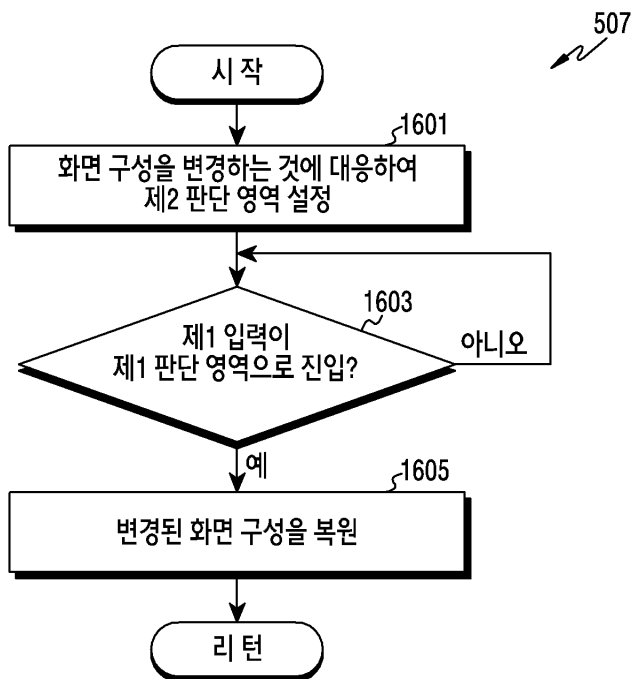 507
시 작
1601
화면 구성을 변경하는 것에 대응하여
제2 판단 영역 설정
1603
제1 입력이
제1 판단 영역으로 진입?
아니오
예
1605
변경된 화면 구성을 복원
리 턴